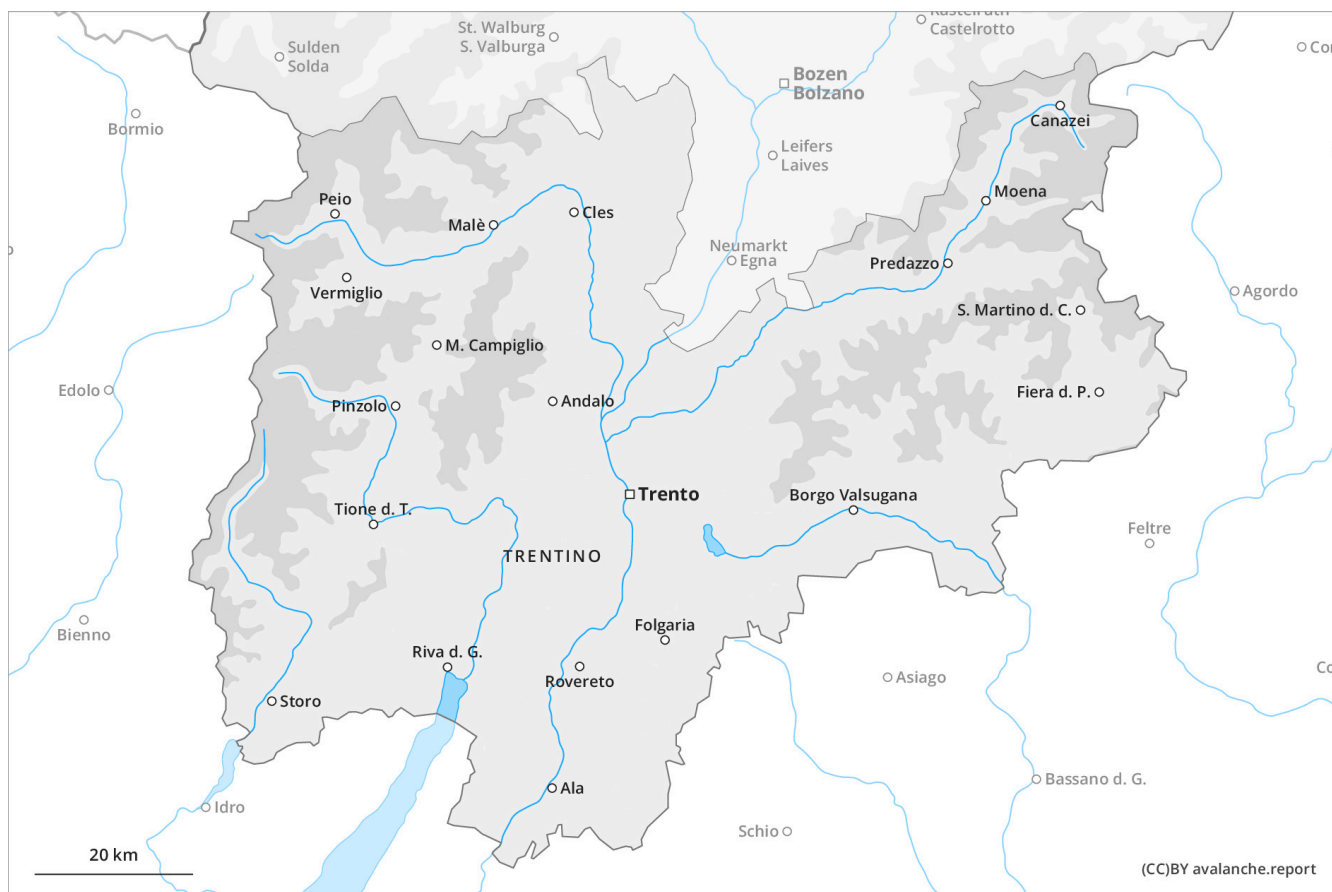 Castelrotto
St. Walburg
S. Valburga
Sulden
Solda
Bozen
Bolzano
Bormio
Canazei
Leifers
Laives
Moena
Peio
Malè
Cles
Neumarkt
Egna
Predazzo
Vermiglio
Agordo
S. Martino d. C.
M. Campiglio
Edolo
Pinzolo
Andalo
Fiera d. P.
Trento
Borgo Valsugana
Tione d. T.
Feltre
TRENTINO
Bienno
Folgaria
Riva d. G.
Rovereto
Asiago
Storo
Bassano d. G.
Ala
Idro
Schio
20 km
(CC)BY avalanche.report